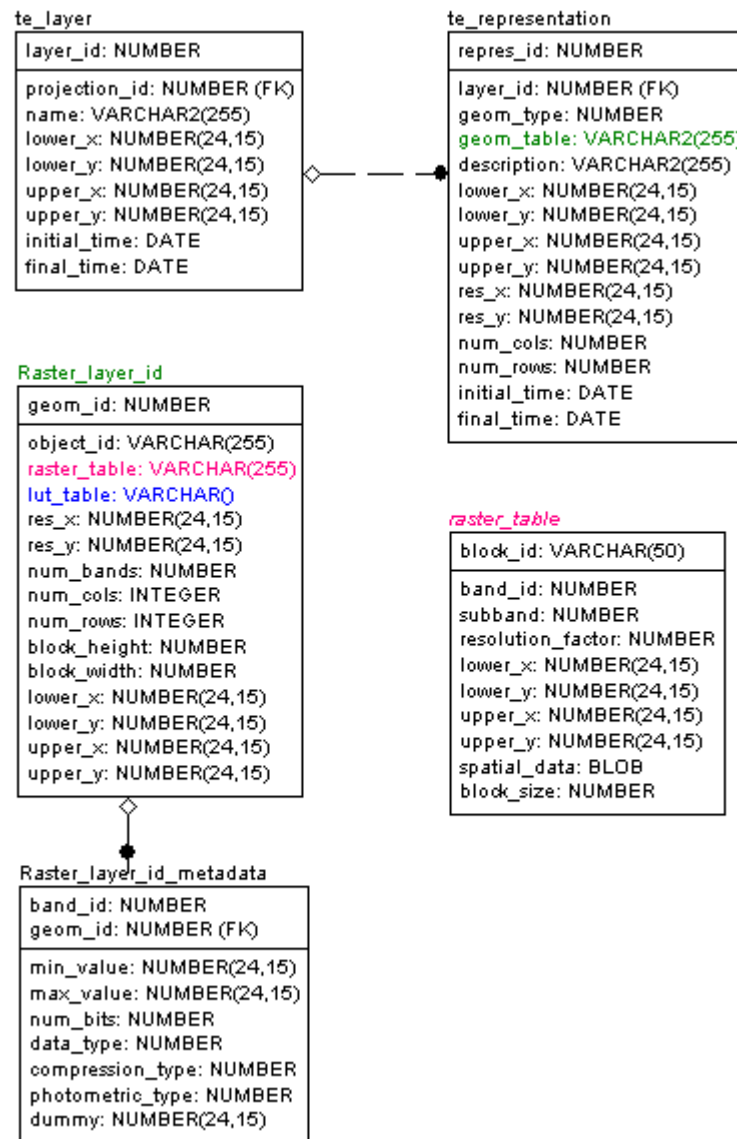 te_layer
layer_id: NUMBER
projection_id: NUMBER (FK)
name: VARCHAR2(255)
lower_x: NUMBER(24,15)
lower_y: NUMBER(24,15)
upper_x: NUMBER(24,15)
upper_y: NUMBER(24,15)
initial_time: DATE
final_time: DATE
te_representation
repres_id: NUMBER
layer_id: NUMBER (FK)
geom_type: NUMBER
geom_table: VARCHAR2(255)
description: VARCHAR2(255)
lower_x: NUMBER(24,15)
lower_y: NUMBER(24,15)
upper_x: NUMBER(24,15)
upper_y: NUMBER(24,15)
res_x: NUMBER(24,15)
res_y: NUMBER(24,15)
num_cols: NUMBER
num_rows: NUMBER
initial_time: DATE
final_time: DATE
Raster_layer_id
geom_id: NUMBER
object_id: VARCHAR(255)
raster_table: VARCHAR(255)
lut_table: VARCHAR()
res_x: NUMBER(24,15)
res_y: NUMBER(24,15)
num_bands: NUMBER
num_cols: INTEGER
num_rows: INTEGER
block_height: NUMBER
block_width: NUMBER
lower_x: NUMBER(24,15)
lower_y: NUMBER(24,15)
upper_x: NUMBER(24,15)
upper_y: NUMBER(24,15)
raster_table
block_id: VARCHAR(50)
band_id: NUMBER
subband: NUMBER
resolution_factor: NUMBER
lower_x: NUMBER(24,15)
lower_y: NUMBER(24,15)
upper_x: NUMBER(24,15)
upper_y: NUMBER(24,15)
spatial_data: BLOB
block_size: NUMBER
Raster_layer_id_metadata
band_id: NUMBER
geom_id: NUMBER (FK)
min_value: NUMBER(24,15)
max_value: NUMBER(24,15)
num_bits: NUMBER
data_type: NUMBER
compression_type: NUMBER
photometric_type: NUMBER
dummy: NUMBER(24,15)